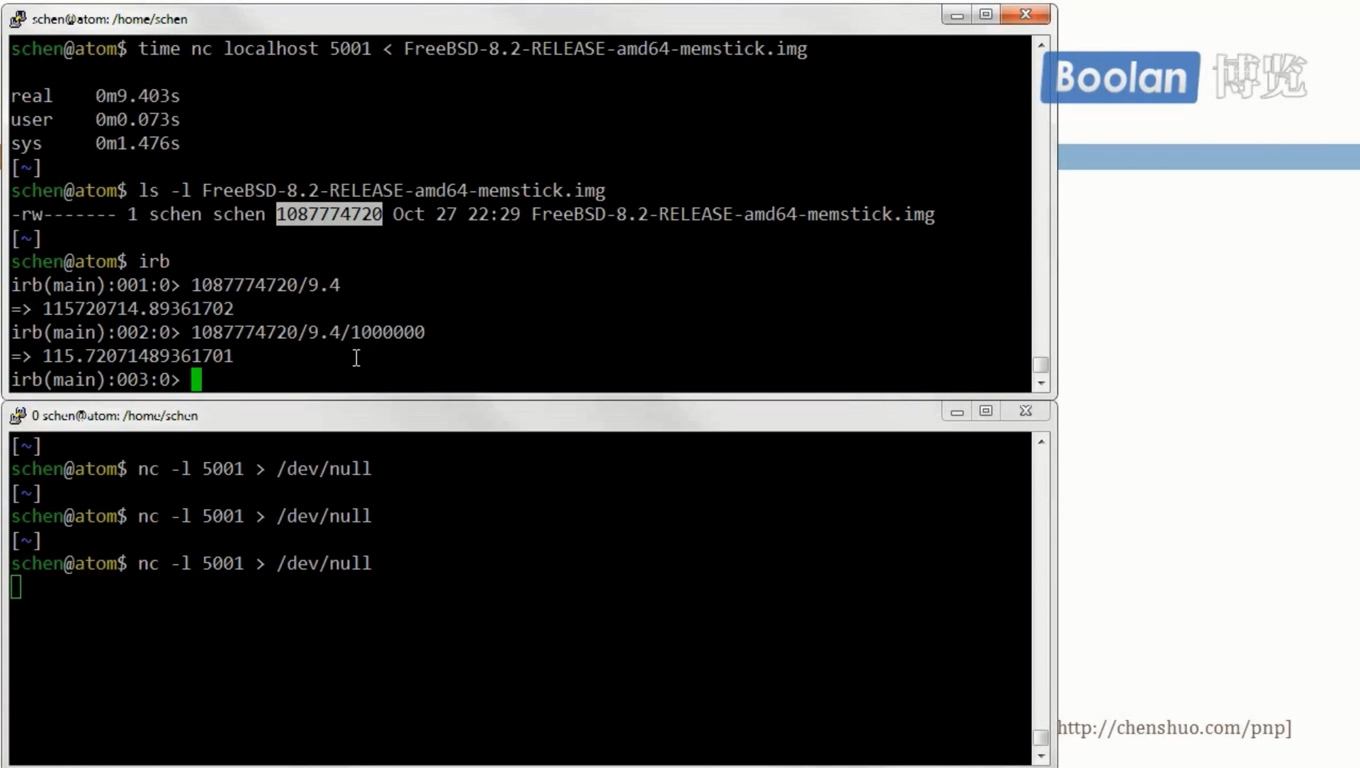 schen@atom: /home/schen
schen@atom$ time nc localhost 5001 < FreeBSD-8.2-RELEASE-amd64-memstick.img
real    0m9.403s
user    0m0.073s
sys     0m1.476s
[~]
schen@atom$ ls -l FreeBSD-8.2-RELEASE-amd64-memstick.img
-rw------- 1 schen schen 1087774720 Oct 27 22:29 FreeBSD-8.2-RELEASE-amd64-memstick.img
[~]
schen@atom$ irb
irb(main):001:0> 1087774720/9.4
=> 115720714.89361702
irb(main):002:0> 1087774720/9.4/1000000
=> 115.72071489361701
irb(main):003:0>
Boolan 博览
0 schen@atom: /home/schen
[~]
schen@atom$ nc -l 5001 > /dev/null
[~]
schen@atom$ nc -l 5001 > /dev/null
[~]
schen@atom$ nc -l 5001 > /dev/null
http://chenshuo.com/pnp]